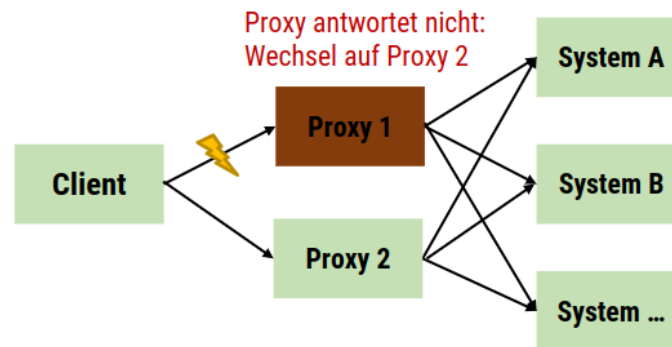 Proxy antwortet nicht:
Wechsel auf Proxy 2
System A
Proxy 1
Client
System B
Proxy 2
System ...